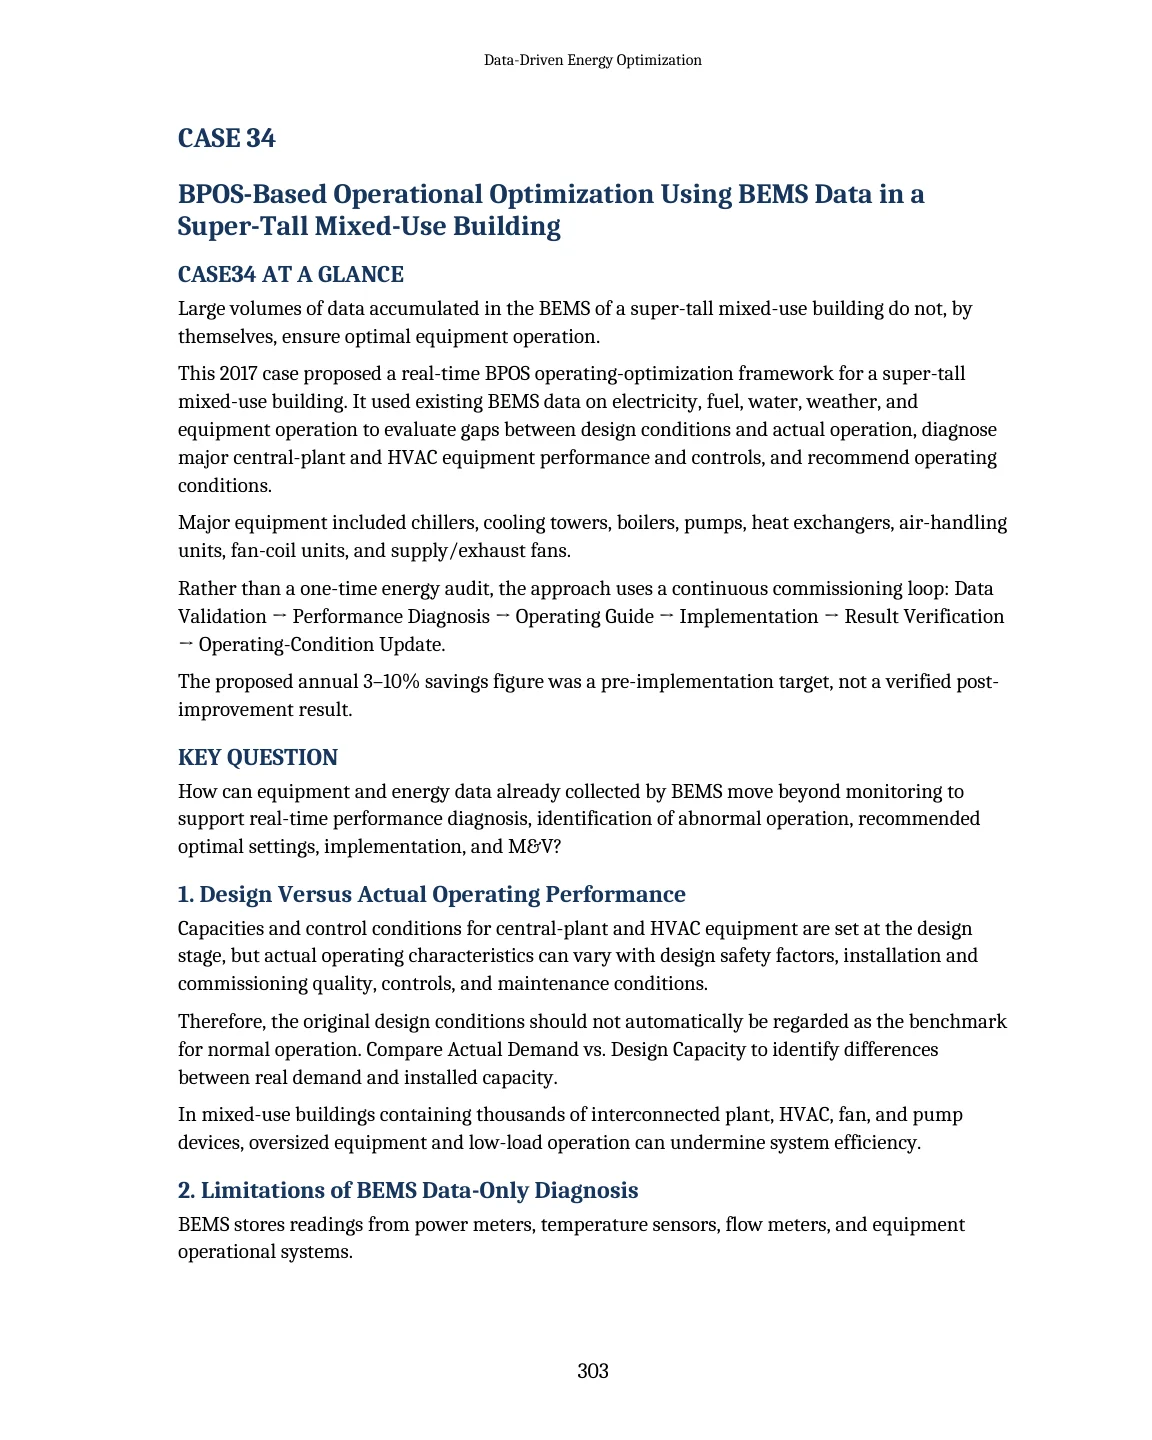 Data-Driven Energy Optimization
CASE 34
BPOS-Based Operational Optimization Using BEMS Data in a
Super-Tall Mixed-Use Building
CASE34 AT A GLANCE
Large volumes of data accumulated in the BEMS of a super-tall mixed-use building do not, by
themselves, ensure optimal equipment operation.
This 2017 case proposed a real-time BPOS operating-optimization framework for a super-tall
mixed-use building. It used existing BEMS data on electricity, fuel, water, weather, and
equipment operation to evaluate gaps between design conditions and actual operation, diagnose
major central-plant and HVAC equipment performance and controls, and recommend operating
conditions.
Major equipment included chillers, cooling towers, boilers, pumps, heat exchangers, air-handling
units, fan-coil units, and supply/exhaust fans.
Rather than a one-time energy audit, the approach uses a continuous commissioning loop: Data
Validation → Performance Diagnosis → Operating Guide → Implementation → Result Verification
→ Operating-Condition Update.
The proposed annual 3–10% savings figure was a pre-implementation target, not a verified post-
improvement result.
KEY QUESTION
How can equipment and energy data already collected by BEMS move beyond monitoring to
support real-time performance diagnosis, identification of abnormal operation, recommended
optimal settings, implementation, and M&V?
1. Design Versus Actual Operating Performance
Capacities and control conditions for central-plant and HVAC equipment are set at the design
stage, but actual operating characteristics can vary with design safety factors, installation and
commissioning quality, controls, and maintenance conditions.
Therefore, the original design conditions should not automatically be regarded as the benchmark
for normal operation. Compare Actual Demand vs. Design Capacity to identify differences
between real demand and installed capacity.
In mixed-use buildings containing thousands of interconnected plant, HVAC, fan, and pump
devices, oversized equipment and low-load operation can undermine system efficiency.
2. Limitations of BEMS Data-Only Diagnosis
BEMS stores readings from power meters, temperature sensors, flow meters, and equipment
operational systems.
303